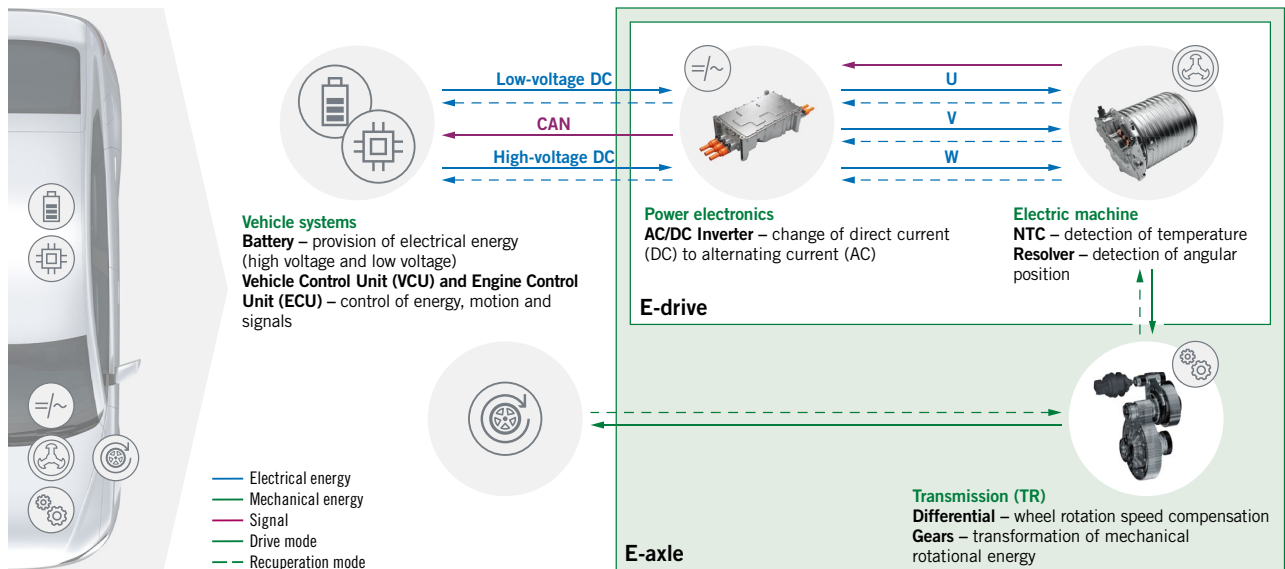 Low-voltage DC
CAN
High-voltage DC
U
V
W
Vehicle systems
Battery – provision of electrical energy
(high voltage and low voltage)
Vehicle Control Unit (VCU) and Engine Control
Unit (ECU) – control of energy, motion and
signals
Power electronics
AC/DC Inverter – change of direct current
(DC) to alternating current (AC)
Electric machine
NTC – detection of temperature
Resolver – detection of angular
position
E-drive
Electrical energy
Mechanical energy
Signal
Drive mode
Recuperation mode
Transmission (TR)
Differential – wheel rotation speed compensation
Gears – transformation of mechanical
rotational energy
E-axle